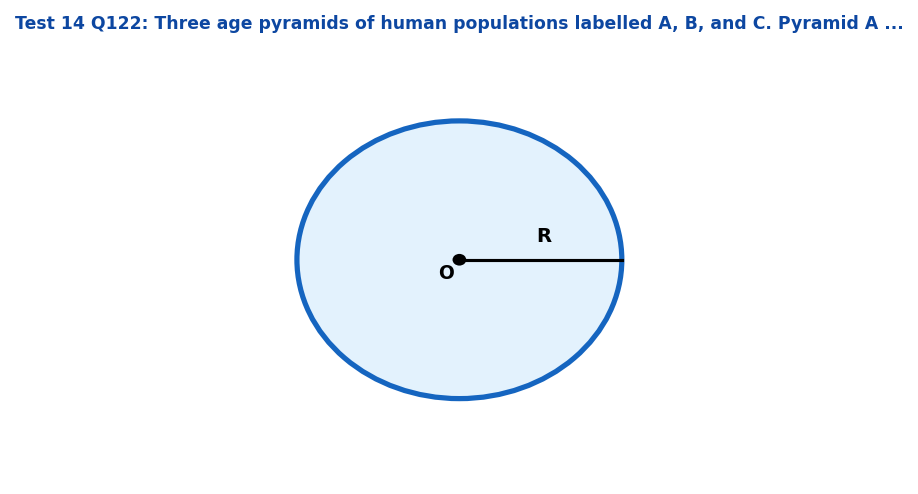 Test 14 Q122: Three age pyramids of human populations labelled A, B, and C. Pyramid A ...
R
O